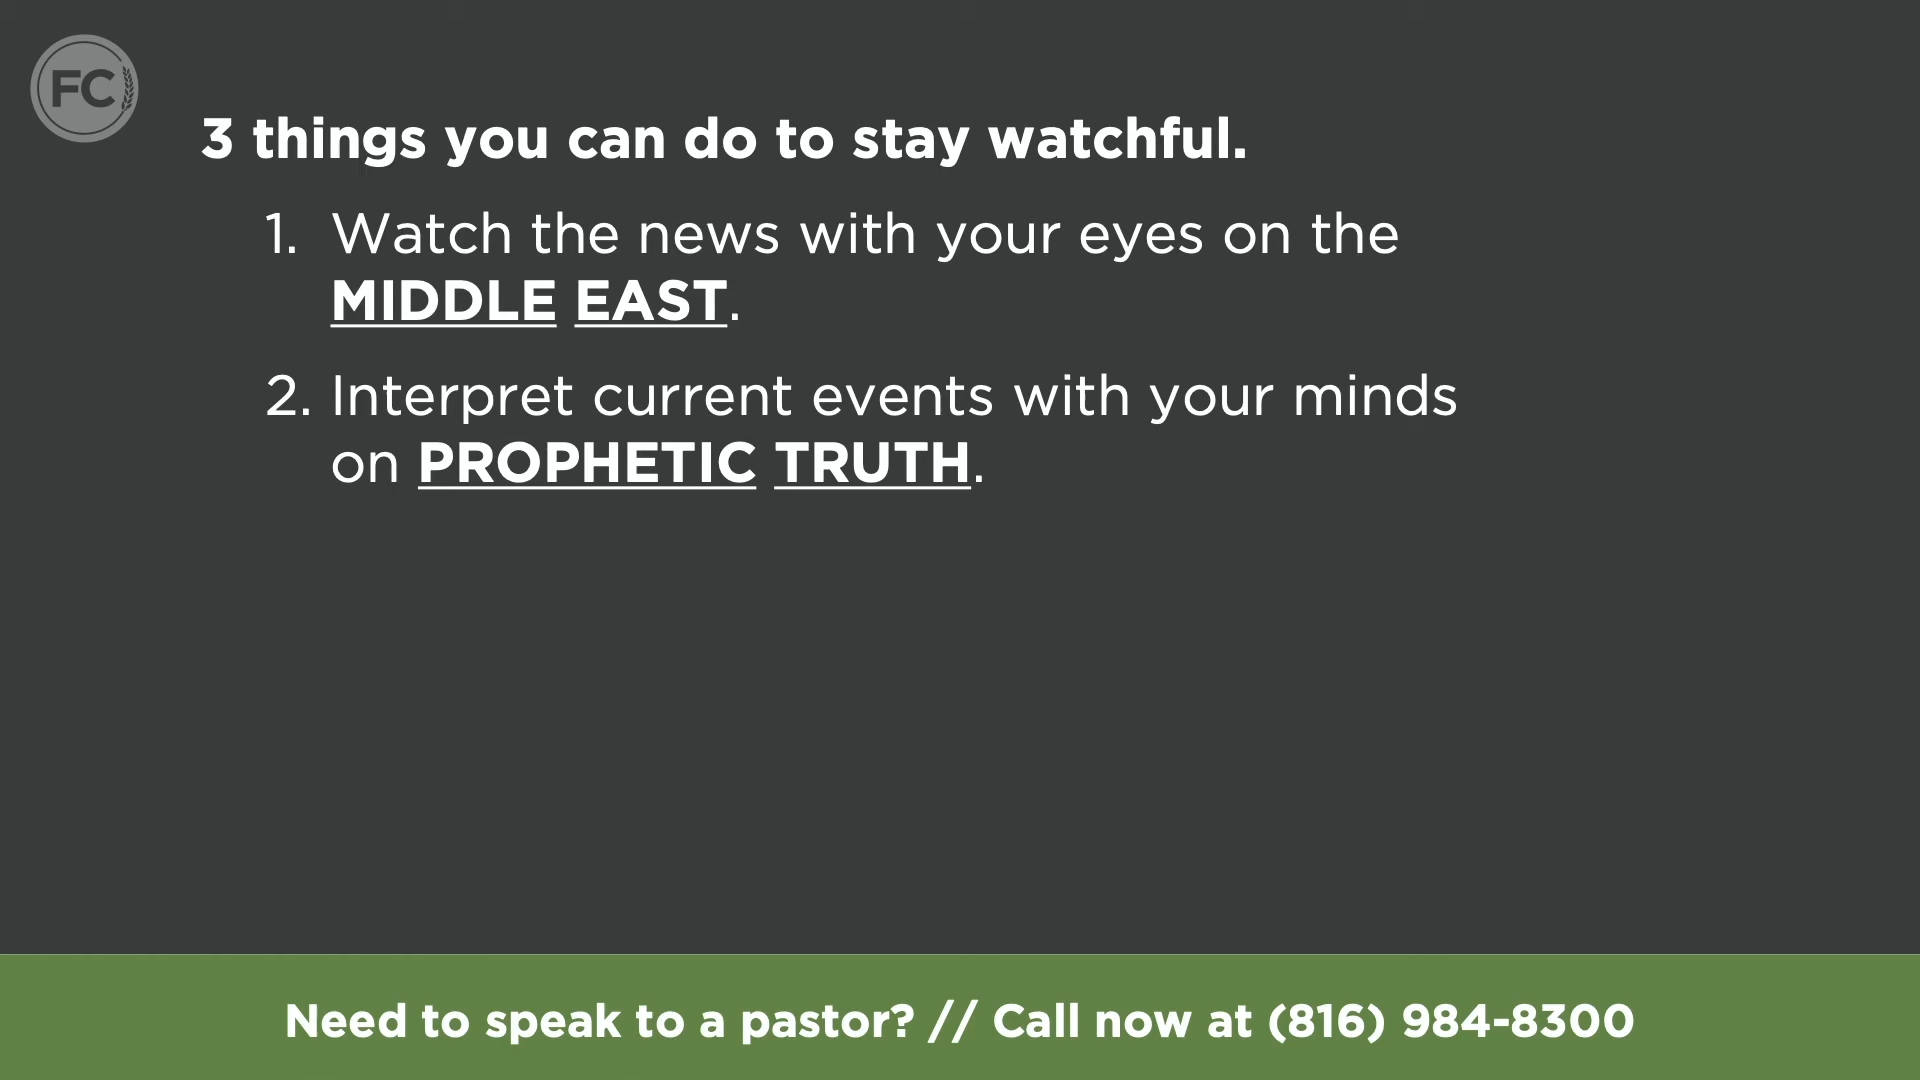 FC
3 things you can do to stay watchful.
1. Watch the news with your eyes on the
MIDDLE EAST.
2. Interpret current events with your minds
on PROPHETIC TRUTH.
Need to speak to a pastor? // Call now at (816) 984-8300